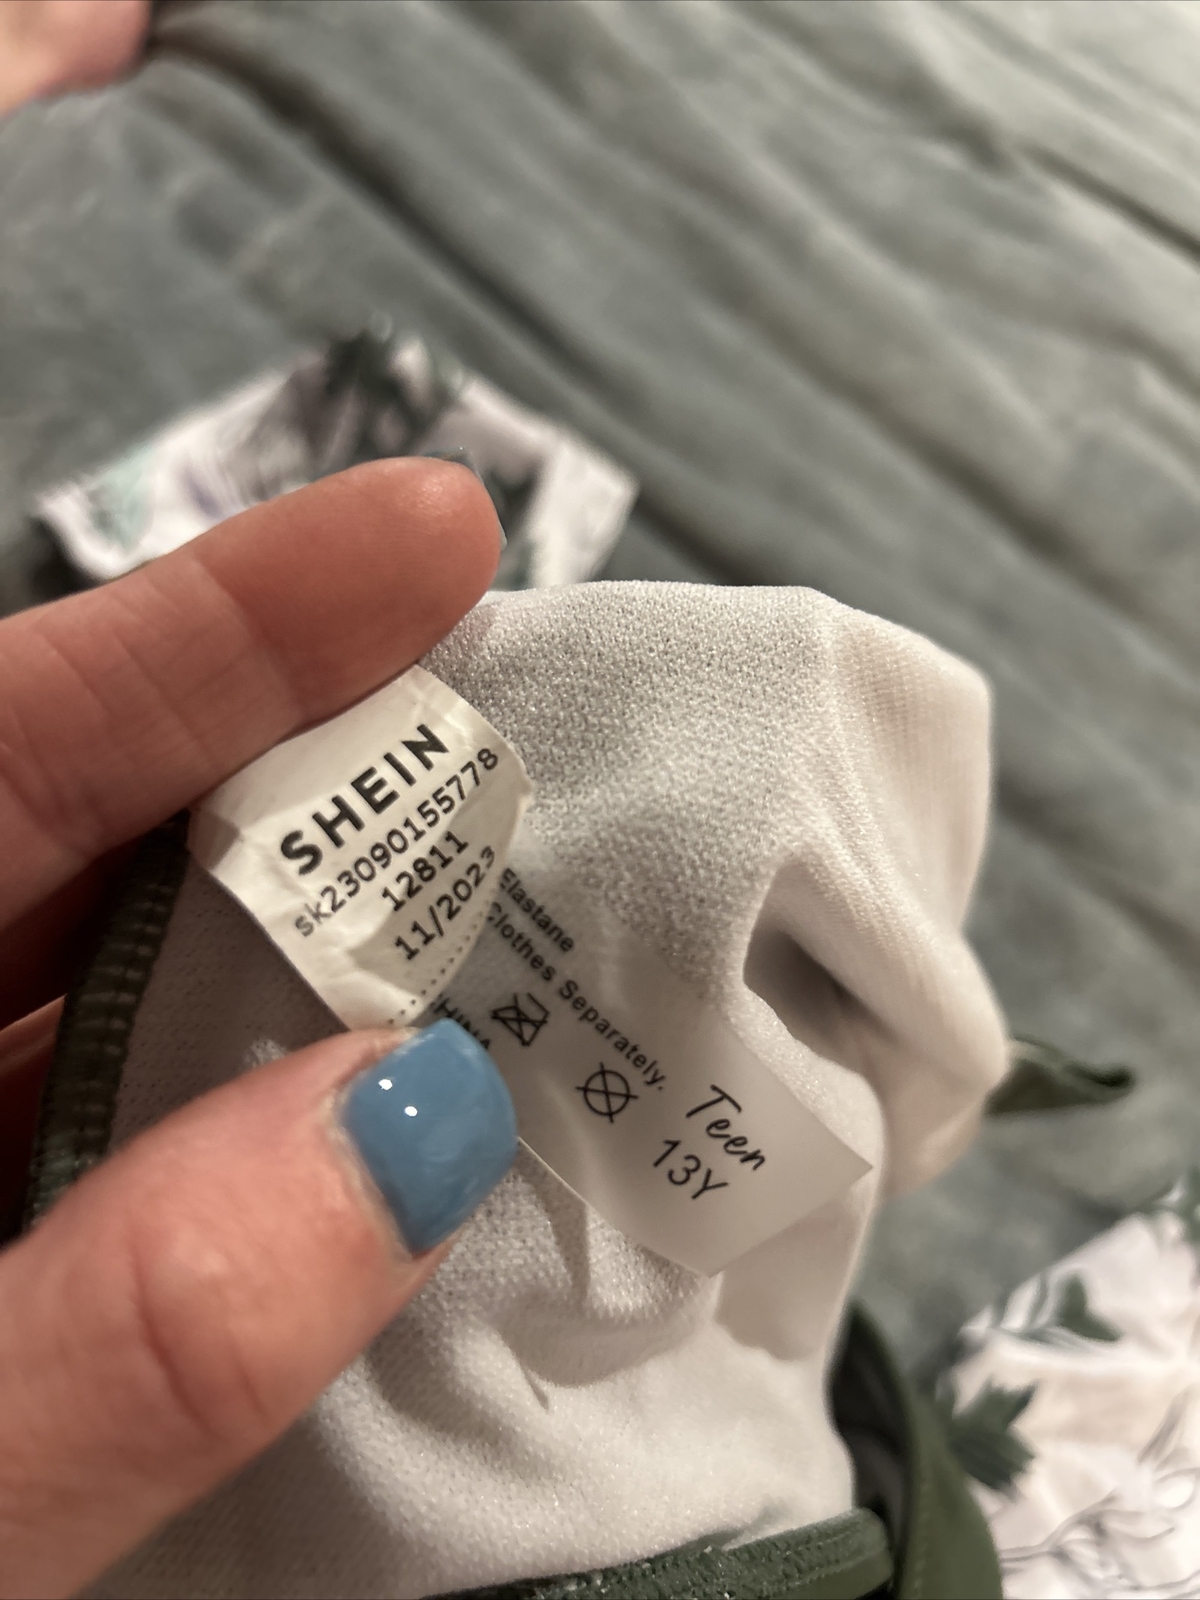 SHEIN
sk23090155778
12811
11/2023
Elastane
Clothes Separately.
Teen
13Y